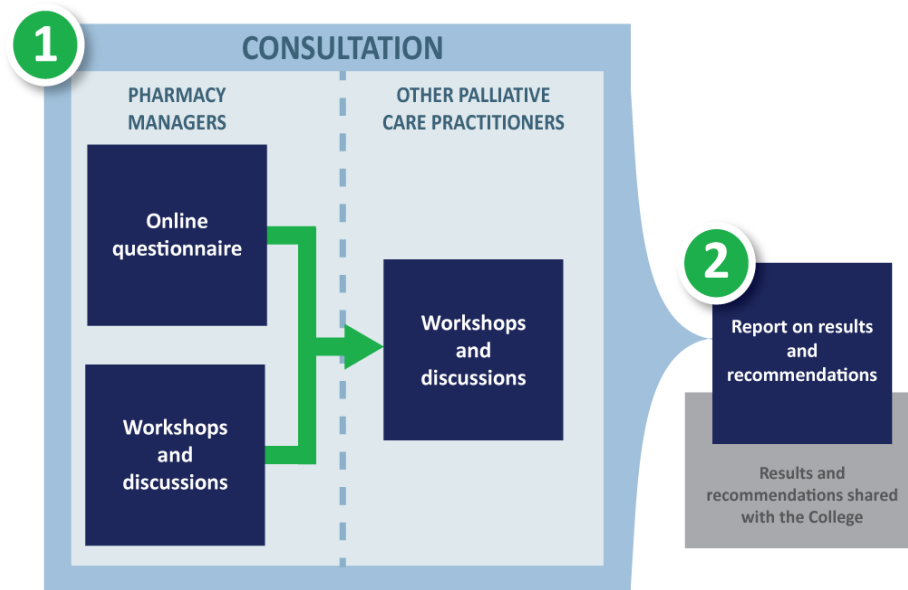 1
CONSULTATION
PHARMACY
MANAGERS
Online
questionnaire
Workshops
and
discussions
OTHER PALLIATIVE
CARE PRACTITIONERS
Workshops
and
discussions
2
Report on results
and
recommendations
Results and
recommendations shared
with the College